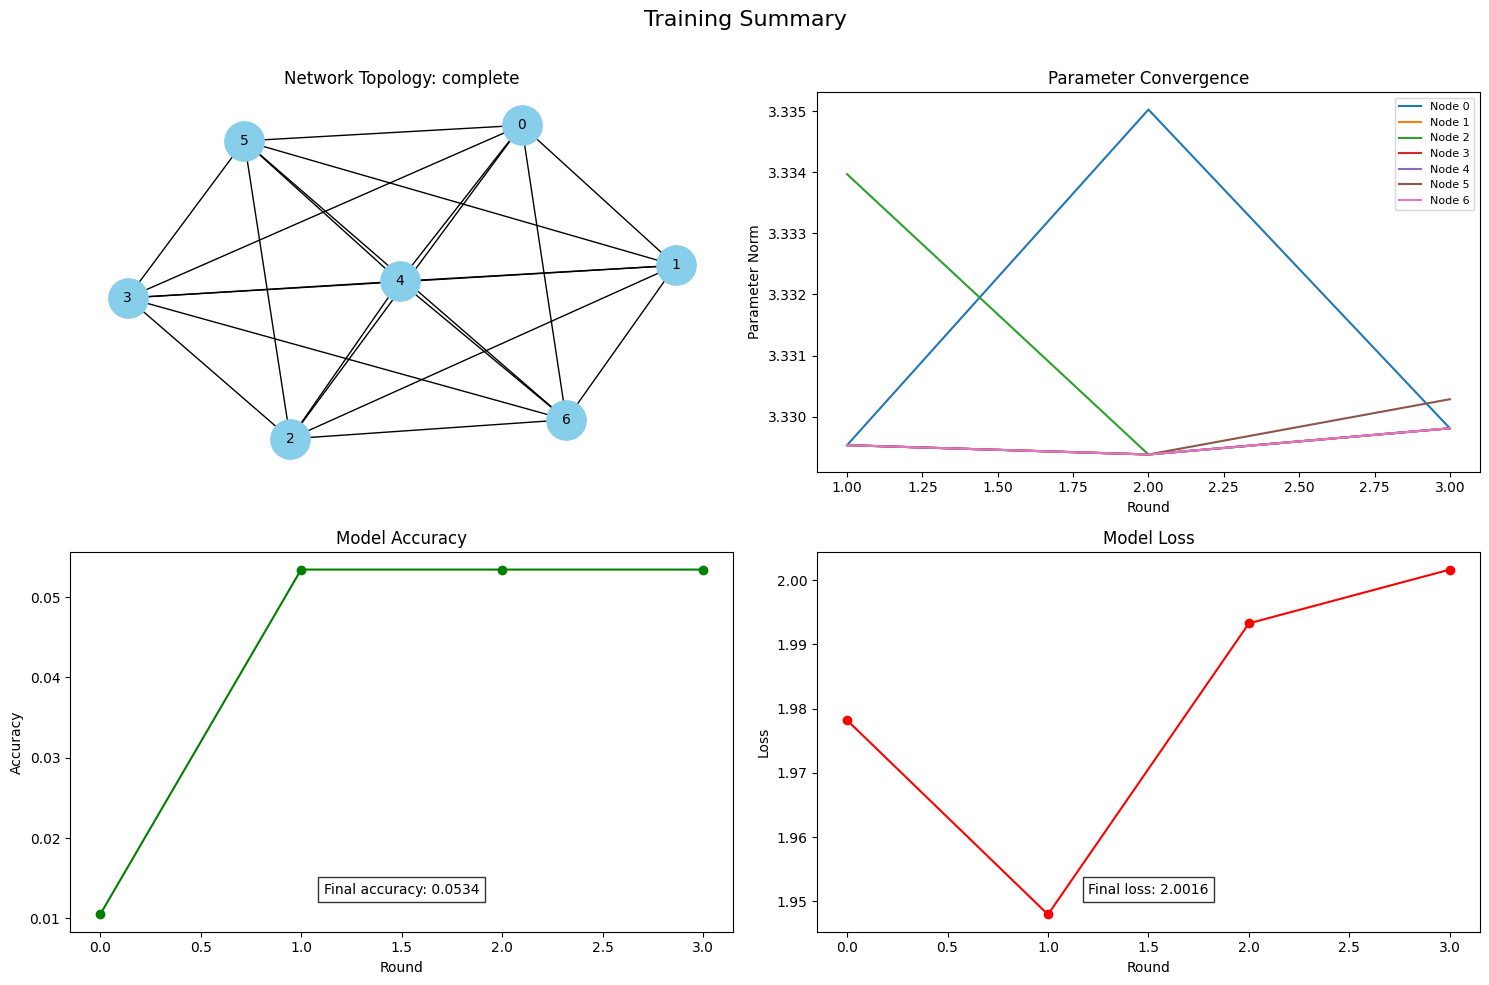 Training Summary
Network Topology: complete
0
5
1
4
3
6
2
Parameter Convergence
Parameter Norm
3.335
3.334
3.333
3.332
3.331
3.330
1.00 1.25 1.50 1.75 2.00 2.25 2.50 2.75 3.00
Round
Node 0
Node 1
Node 2
Node 3
Node 4
Node 5
Node 6
Model Accuracy
Accuracy
0.05
0.04
0.03
0.02
0.01
Final accuracy: 0.0534
0.0 0.5 1.0 1.5 2.0 2.5 3.0
Round
Model Loss
Loss
2.00
1.99
1.98
1.97
1.96
1.95
Final loss: 2.0016
0.0 0.5 1.0 1.5 2.0 2.5 3.0
Round